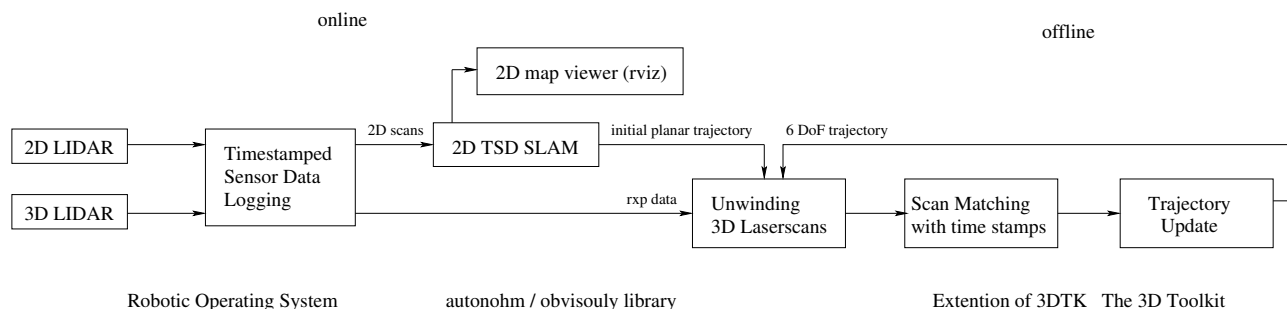 online
offline
2D map viewer (rviz)
2D LIDAR
3D LIDAR
Timestamped
Sensor Data
Logging
2D scans
2D TSD SLAM
initial planar trajectory
6 DoF trajectory
rxp data
Unwinding
3D Laserscans
Scan Matching
with time stamps
Trajectory
Update
Robotic Operating System
autonohm / obvisouly library
Extention of 3DTK   The 3D Toolkit